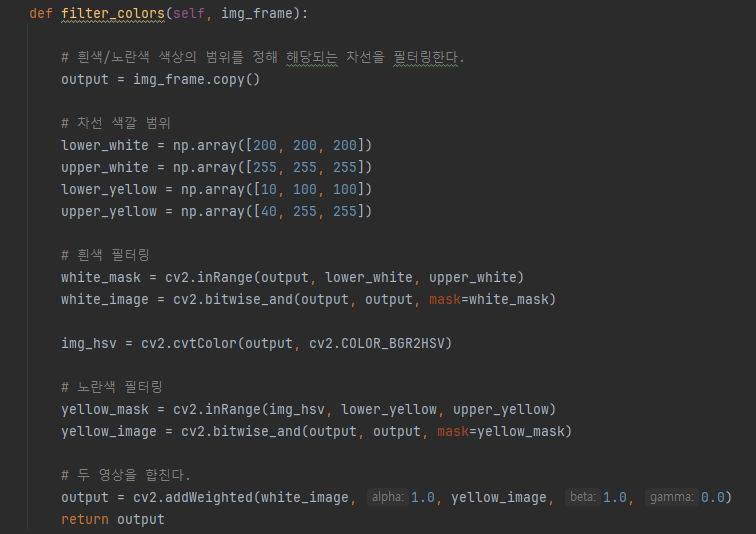 def filter_colors(self, img_frame):
# 흰색/노란색 색상의 범위를 정해 해당되는 차선을 필터링한다.
output = img_frame.copy()
# 차선 색깔 범위
lower_white = np.array([200, 200, 200])
upper_white = np.array([255, 255, 255])
lower_yellow = np.array([10, 100, 100])
upper_yellow = np.array([40, 255, 255])
# 흰색 필터링
white_mask = cv2.inRange(output, lower_white, upper_white)
white_image = cv2.bitwise_and(output, output, mask=white_mask)
img_hsv = cv2.cvtColor(output, cv2.COLOR_BGR2HSV)
# 노란색 필터링
yellow_mask = cv2.inRange(img_hsv, lower_yellow, upper_yellow)
yellow_image = cv2.bitwise_and(output, output, mask=yellow_mask)
# 두 영상을 합친다.
output = cv2.addWeighted(white_image, alpha: 1.0, yellow_image, beta: 1.0, gamma: 0.0)
return output